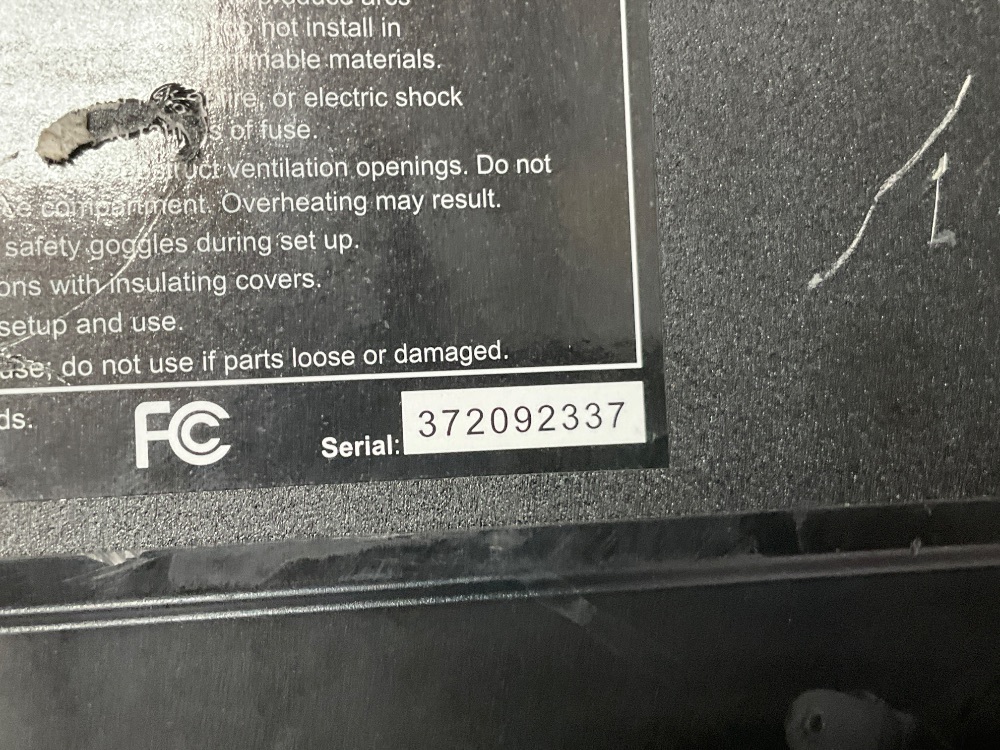 not install in
mable materials.
or electric shock
of fuse.
ventilation openings. Do not
compartment. Overheating may result.
safety goggles during set up.
ons with insulating covers.
setup and use.
use; do not use if parts loose or damaged.
ds.
FC
Serial: 372092337